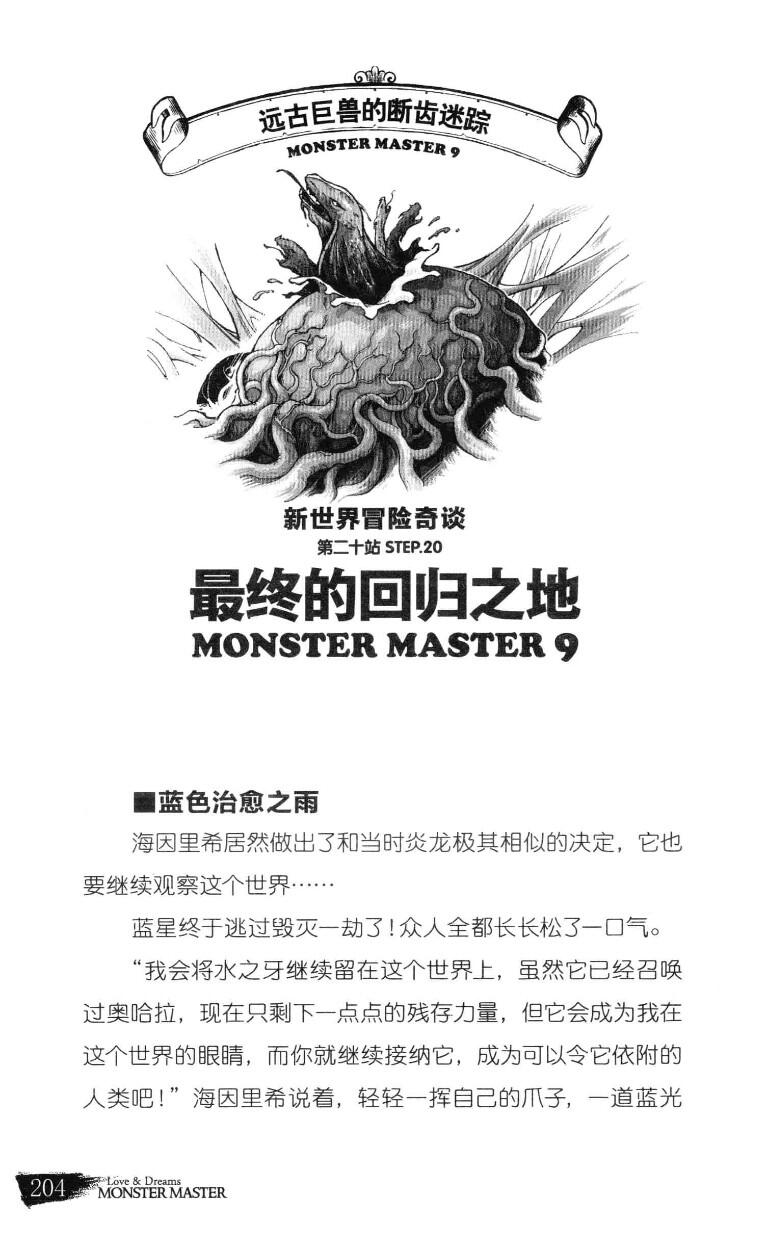 远古巨兽的断齿迷踪
MONSTER MASTER 9
新世界冒险奇谈
第二十站 STEP.20
最终的回归之地
MONSTER MASTER 9
■蓝色治愈之雨
海因里希居然做出了和当时炎龙极其相似的决定，它也
要继续观察这个世界……
蓝星终于逃过毁灭一劫了！众人全都长长松了一口气。
“我会将水之牙继续留在这个世界上，虽然它已经召唤
过奥哈拉，现在只剩下一点点的残存力量，但它会成为我在
这个世界的眼睛，而你就继续接纳它，成为可以令它依附的
人类吧！”海因里希说着，轻轻一挥自己的爪子，一道蓝光
204
Love & Dreams
MONSTER MASTER